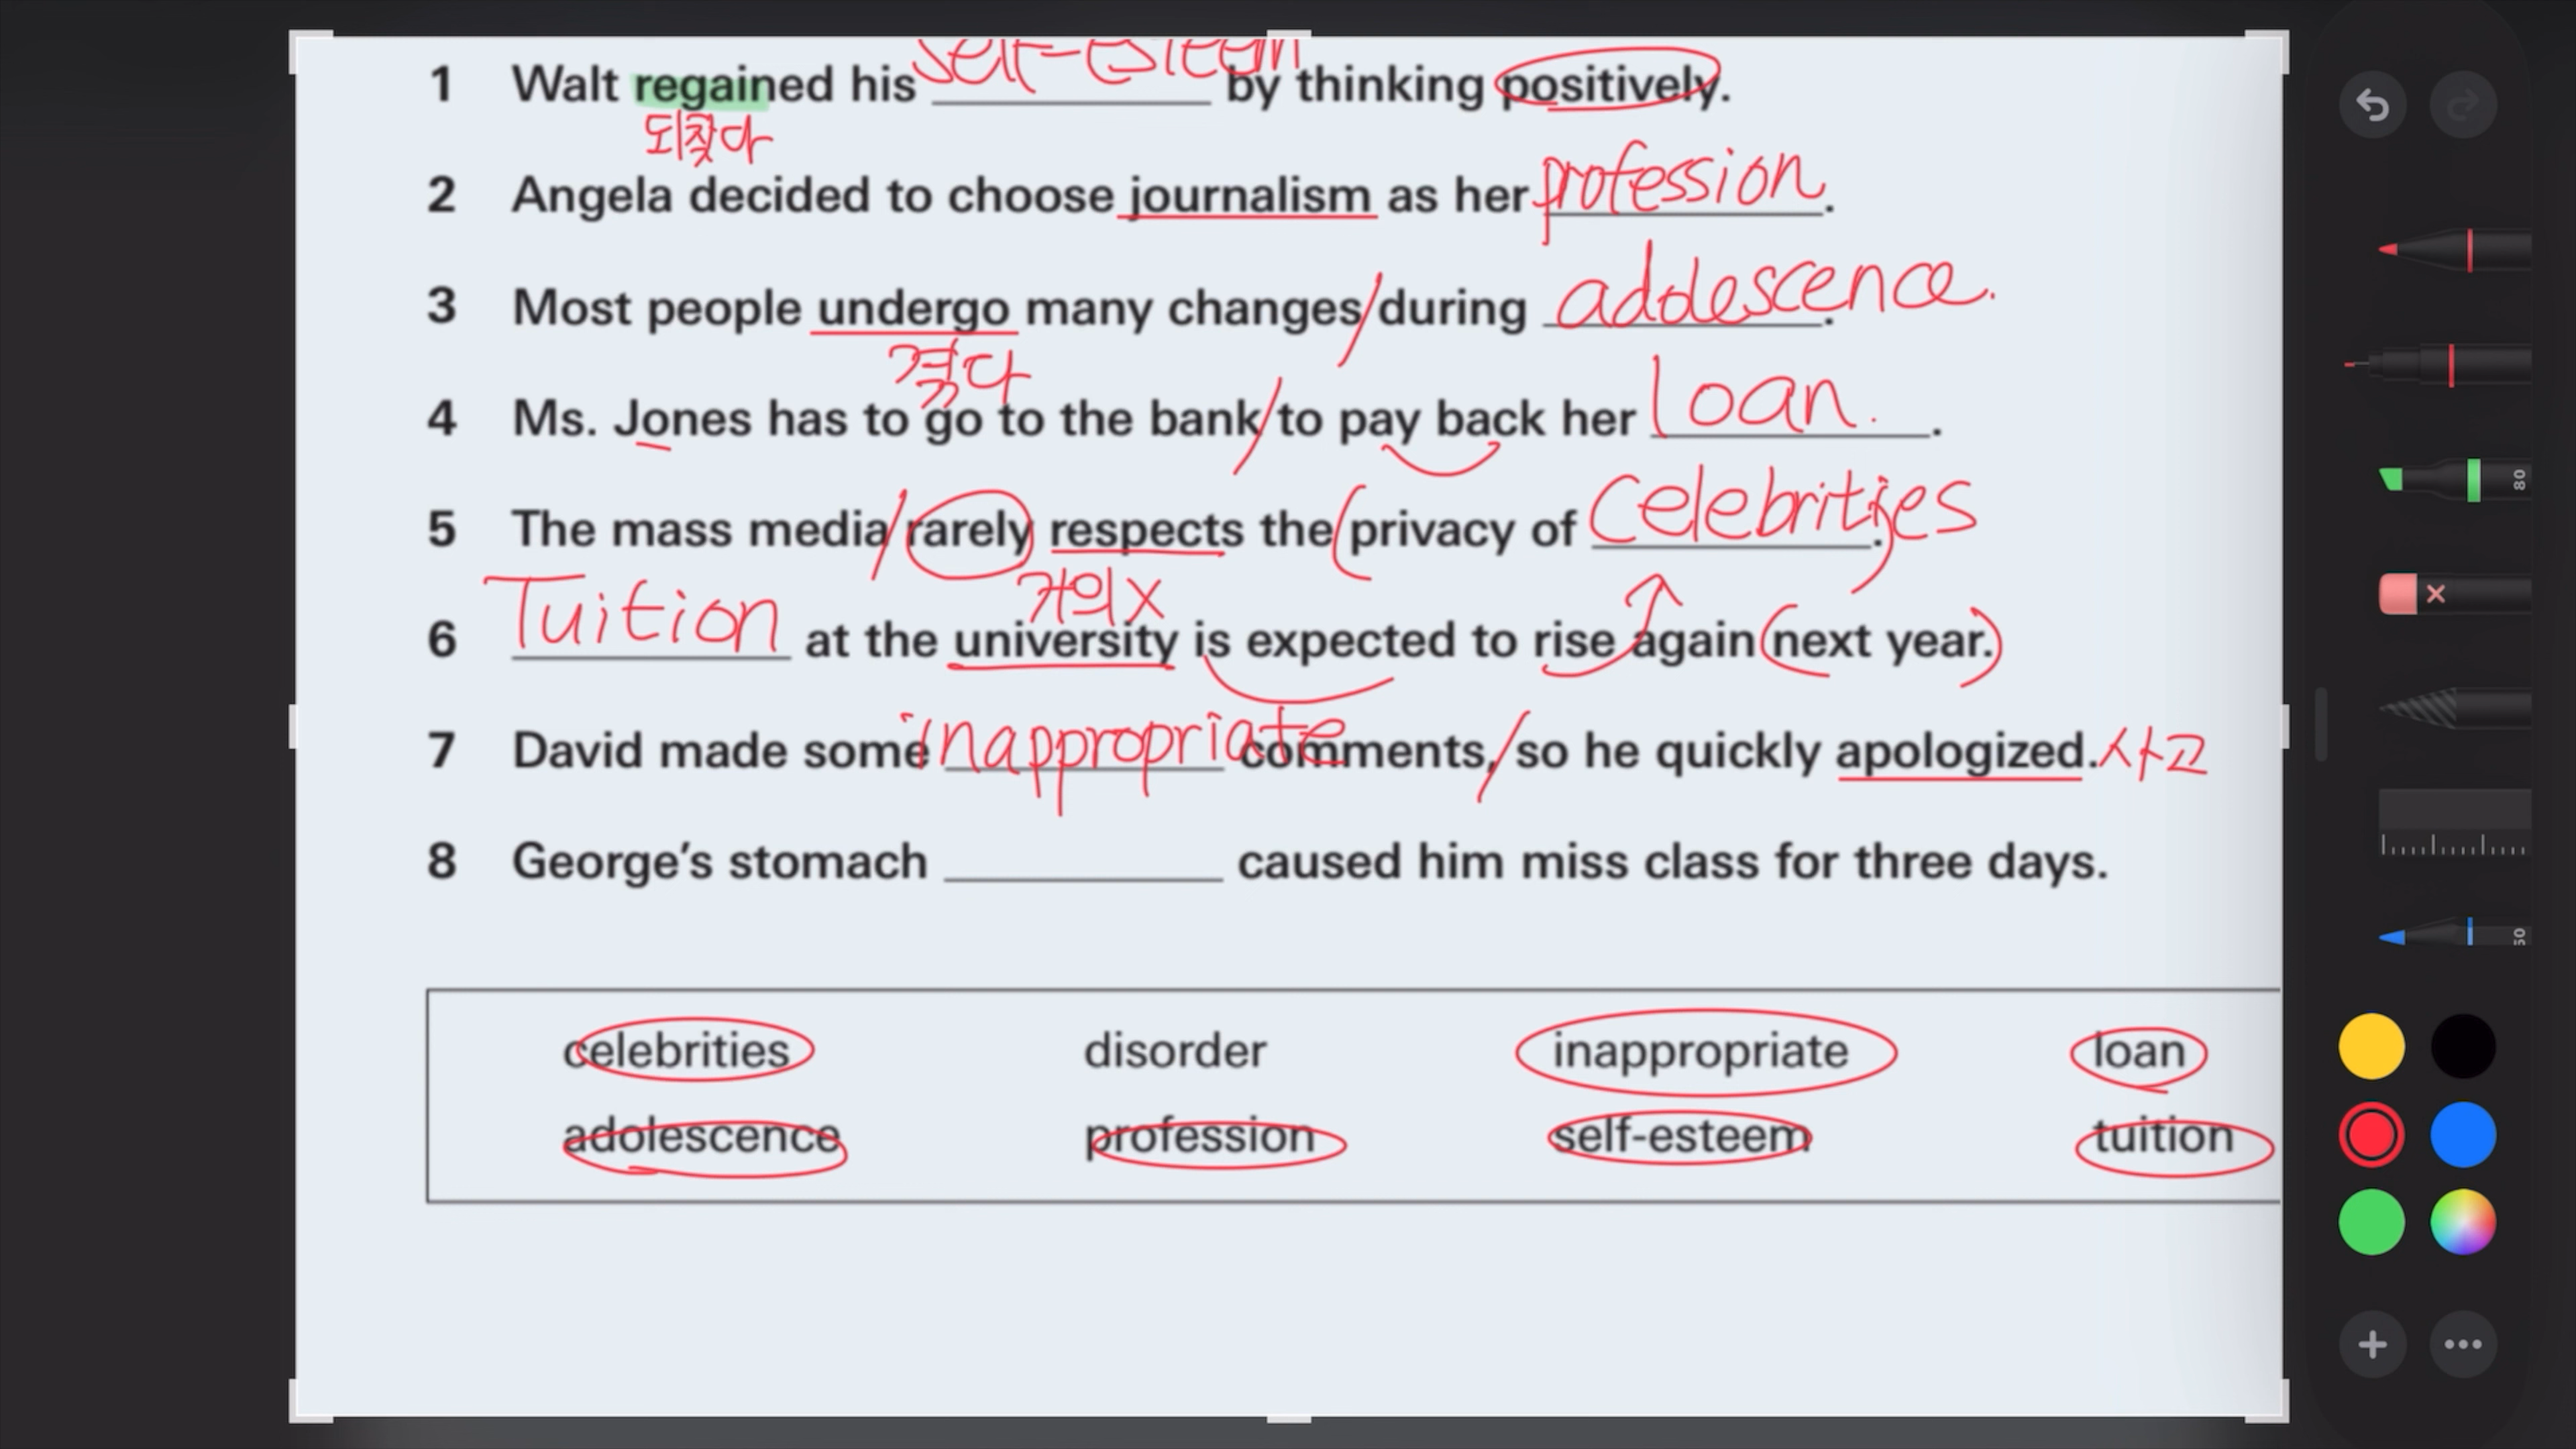 self-esteem
1 Walt regained his ____________ by thinking positively.
되찾다
2 Angela decided to choose journalism as her profession.
3 Most people undergo many changes / during adolescence.
겪다
4 Ms. Jones has to go to the bank / to pay back her loan.
5 The mass media / rarely respects the (privacy of celebrities.)
거의X
6 Tuition at the university is expected to rise again (next year.)
7 David made some inappropriate comments, / so he quickly apologized. 사고
8 George's stomach ____________ caused him miss class for three days.
celebrities disorder inappropriate loan
adolescence profession self-esteem tuition
80
50